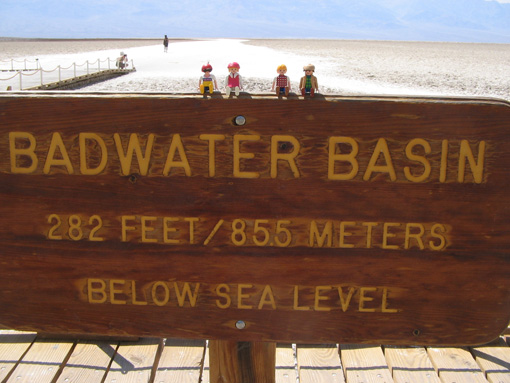 BADWATER BASIN
282 FEET/855 METERS
BELOW SEA LEVEL